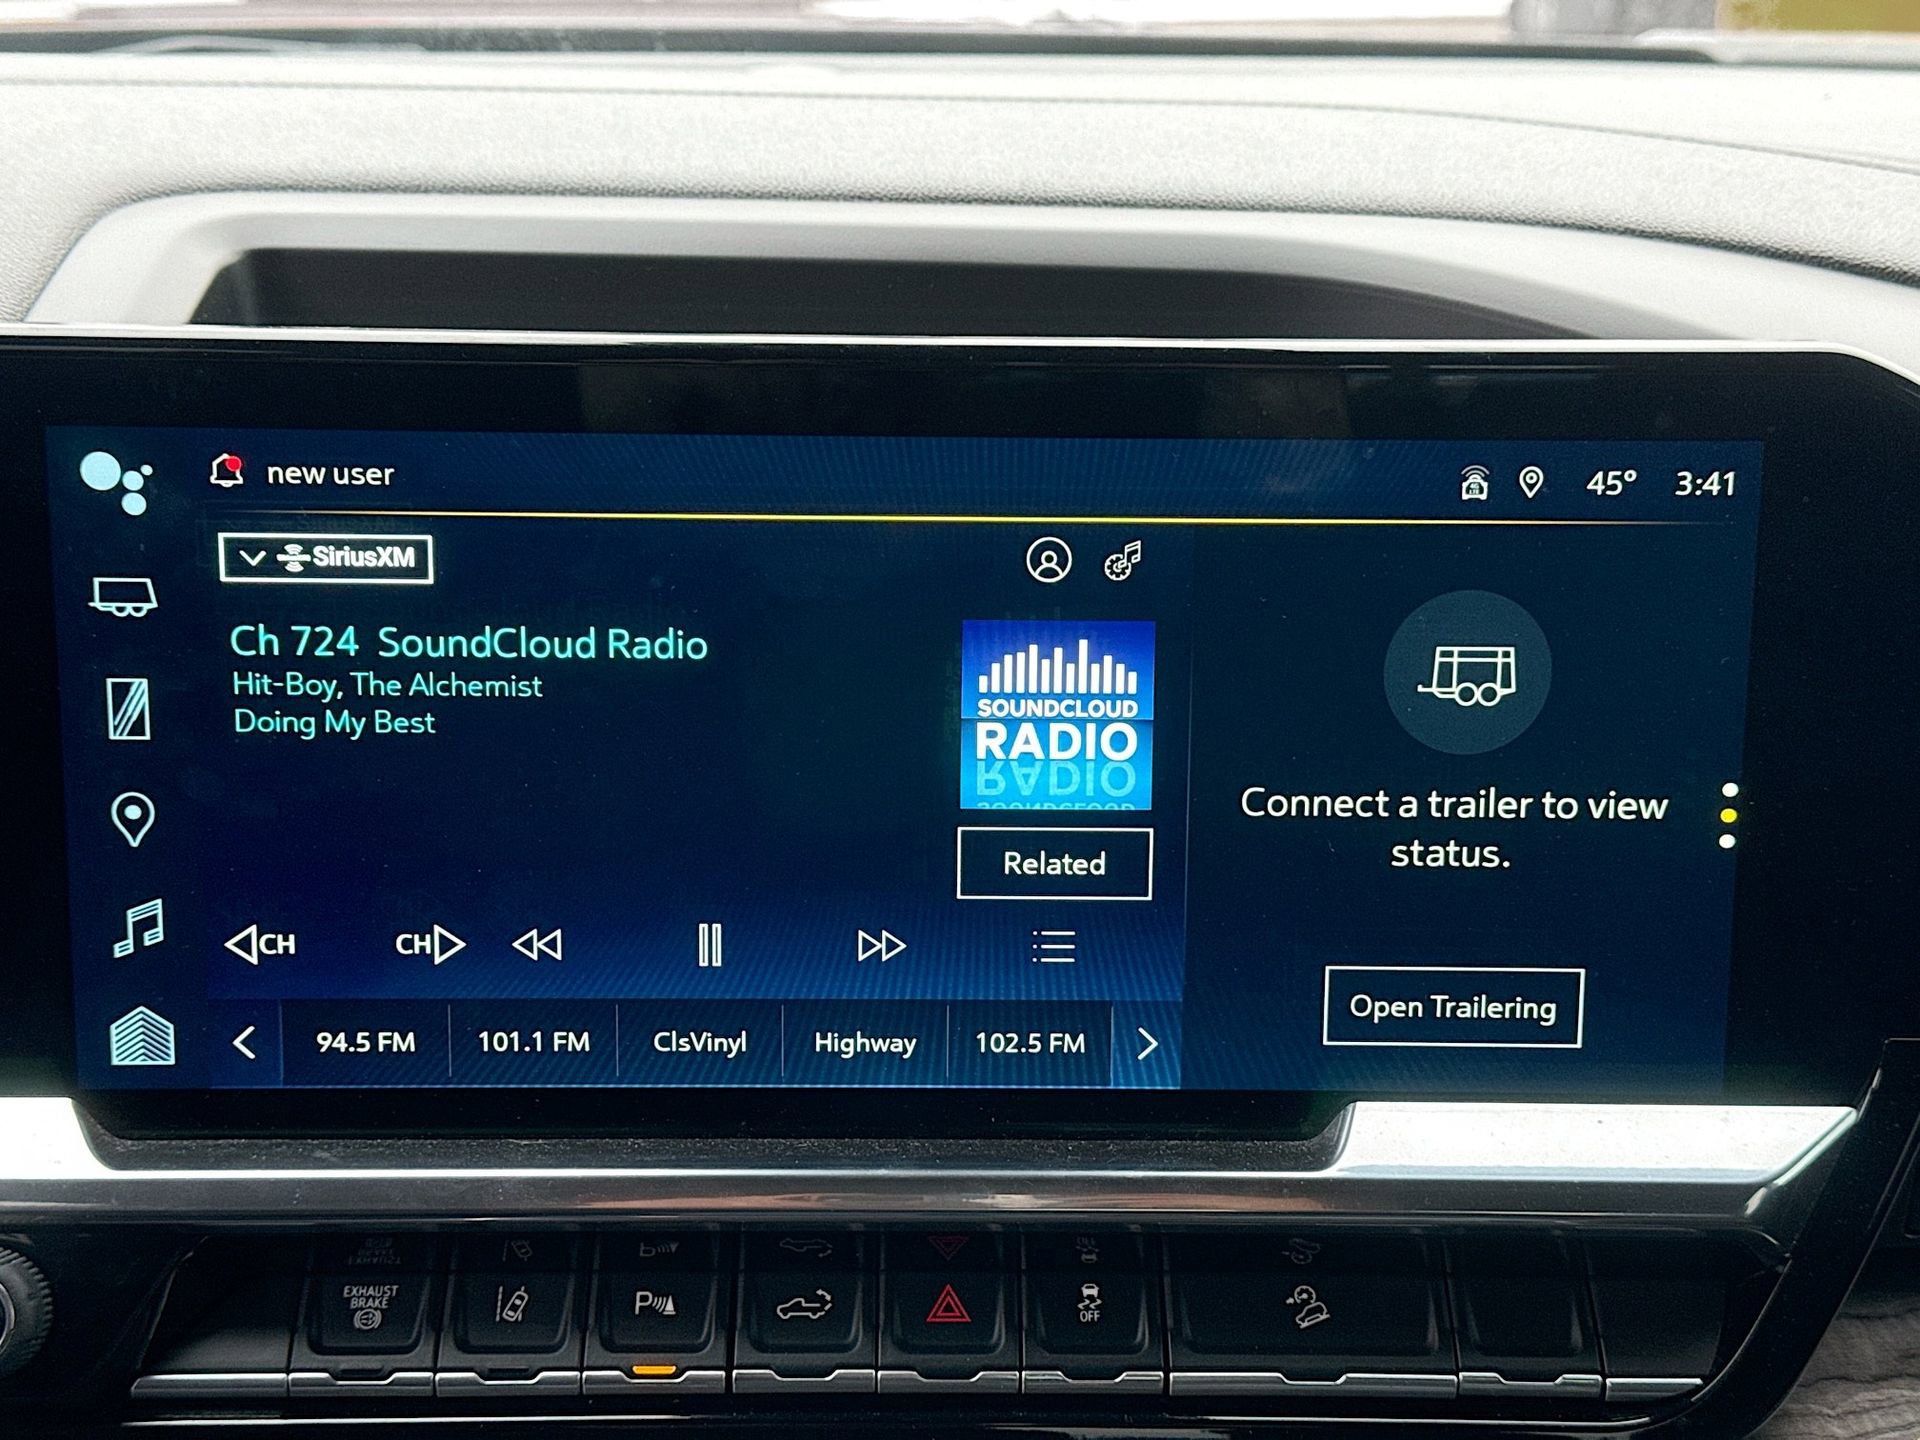 new user
4G
LTE
45°
3:41
SiriusXM
Ch 724 SoundCloud Radio
Hit-Boy, The Alchemist
Doing My Best
SOUNDCLOUD
RADIO
Related
Connect a trailer to view
status.
Open Trailering
CH
CH
94.5 FM
101.1 FM
ClsVinyl
Highway
102.5 FM
EXHAUST
BRAKE
P
OFF